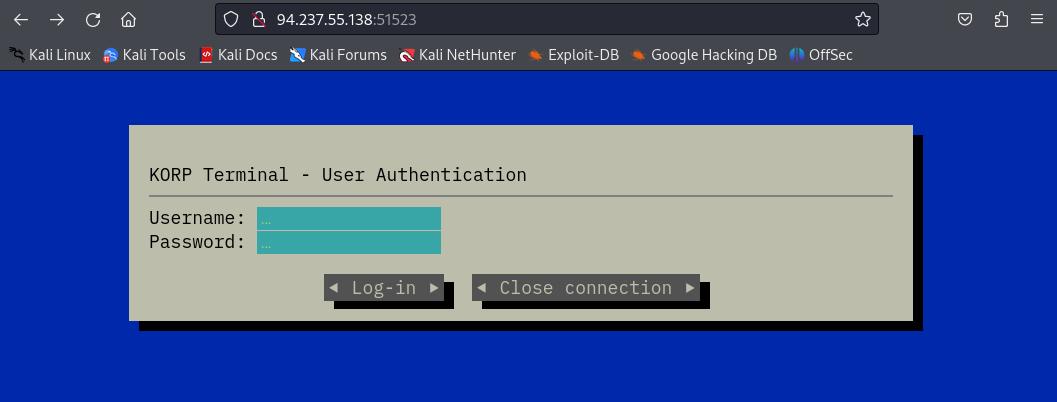 94.237.55.138:51523
Kali Linux Kali Tools Kali Docs Kali Forums Kali NetHunter Exploit-DB Google Hacking DB OffSec
KORP Terminal - User Authentication
Username: …
Password: …
◄ Log-in ► ◄ Close connection ►